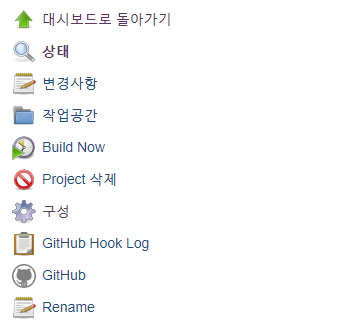 대시보드로 돌아가기
상태
변경사항
작업공간
Build Now
Project 삭제
구성
GitHub Hook Log
GitHub
Rename